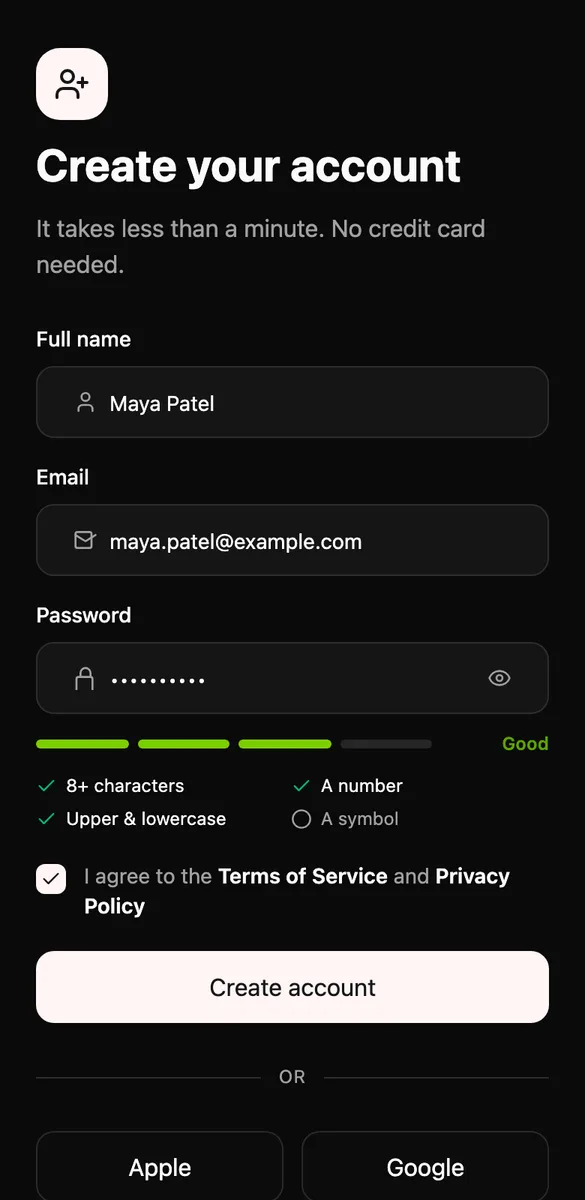 Create your account
It takes less than a minute. No credit card
needed.
Full name
Maya Patel
Email
maya.patel@example.com
Password
••••••••••
Good
8+ characters
A number
Upper & lowercase
A symbol
I agree to the Terms of Service and Privacy
Policy
Create account
OR
Apple
Google